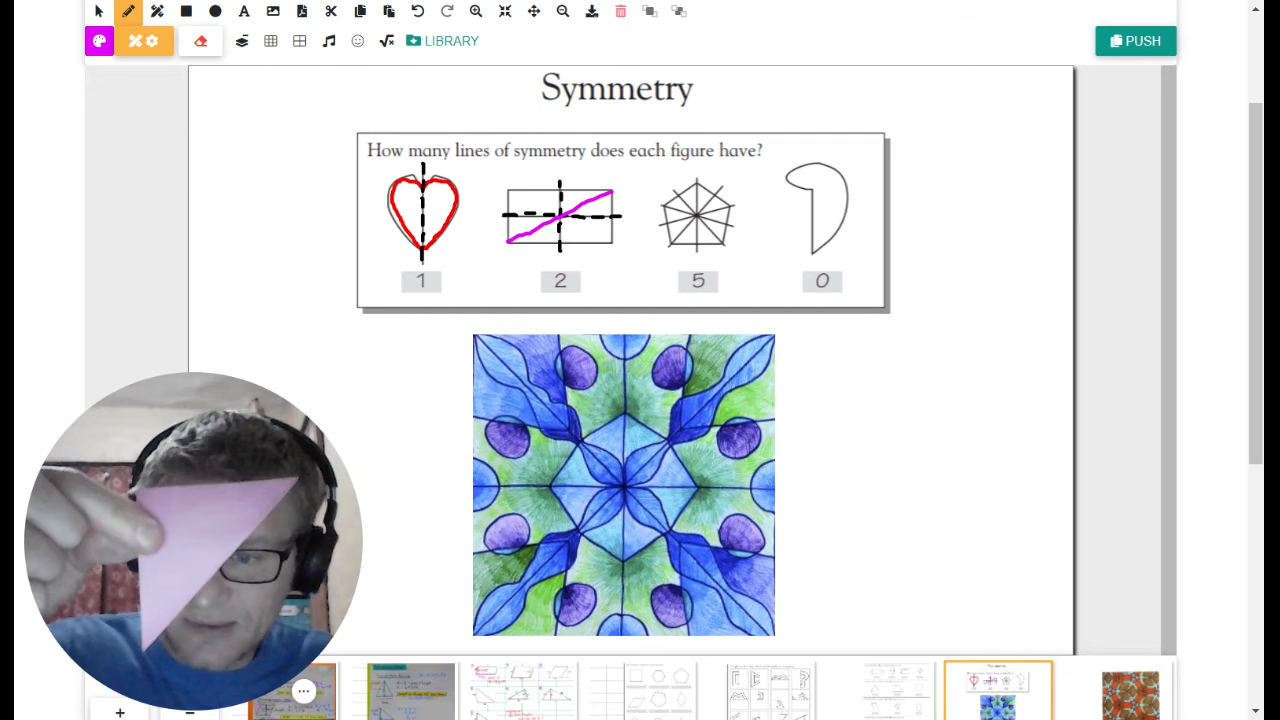 LIBRARY
PUSH
Symmetry
How many lines of symmetry does each figure have?
1 2 5 0